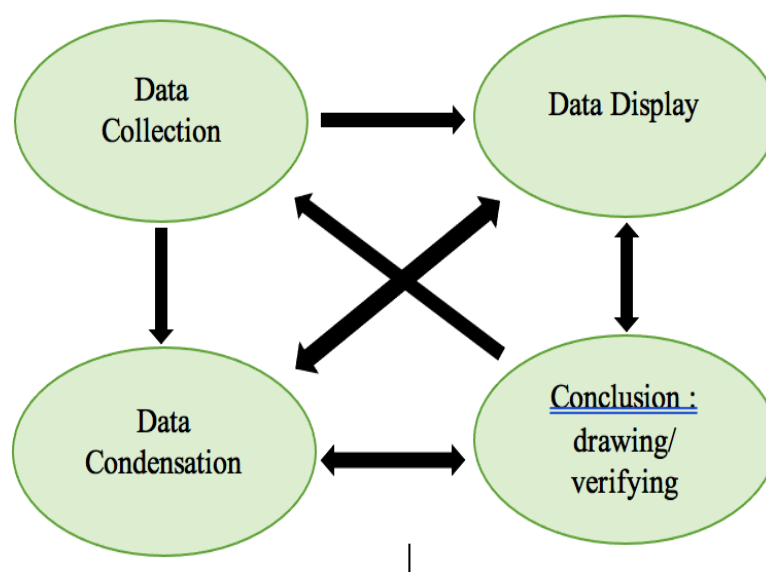 Data
Collection
Data Display
Data
Condensation
Conclusion :
drawing/
verifying